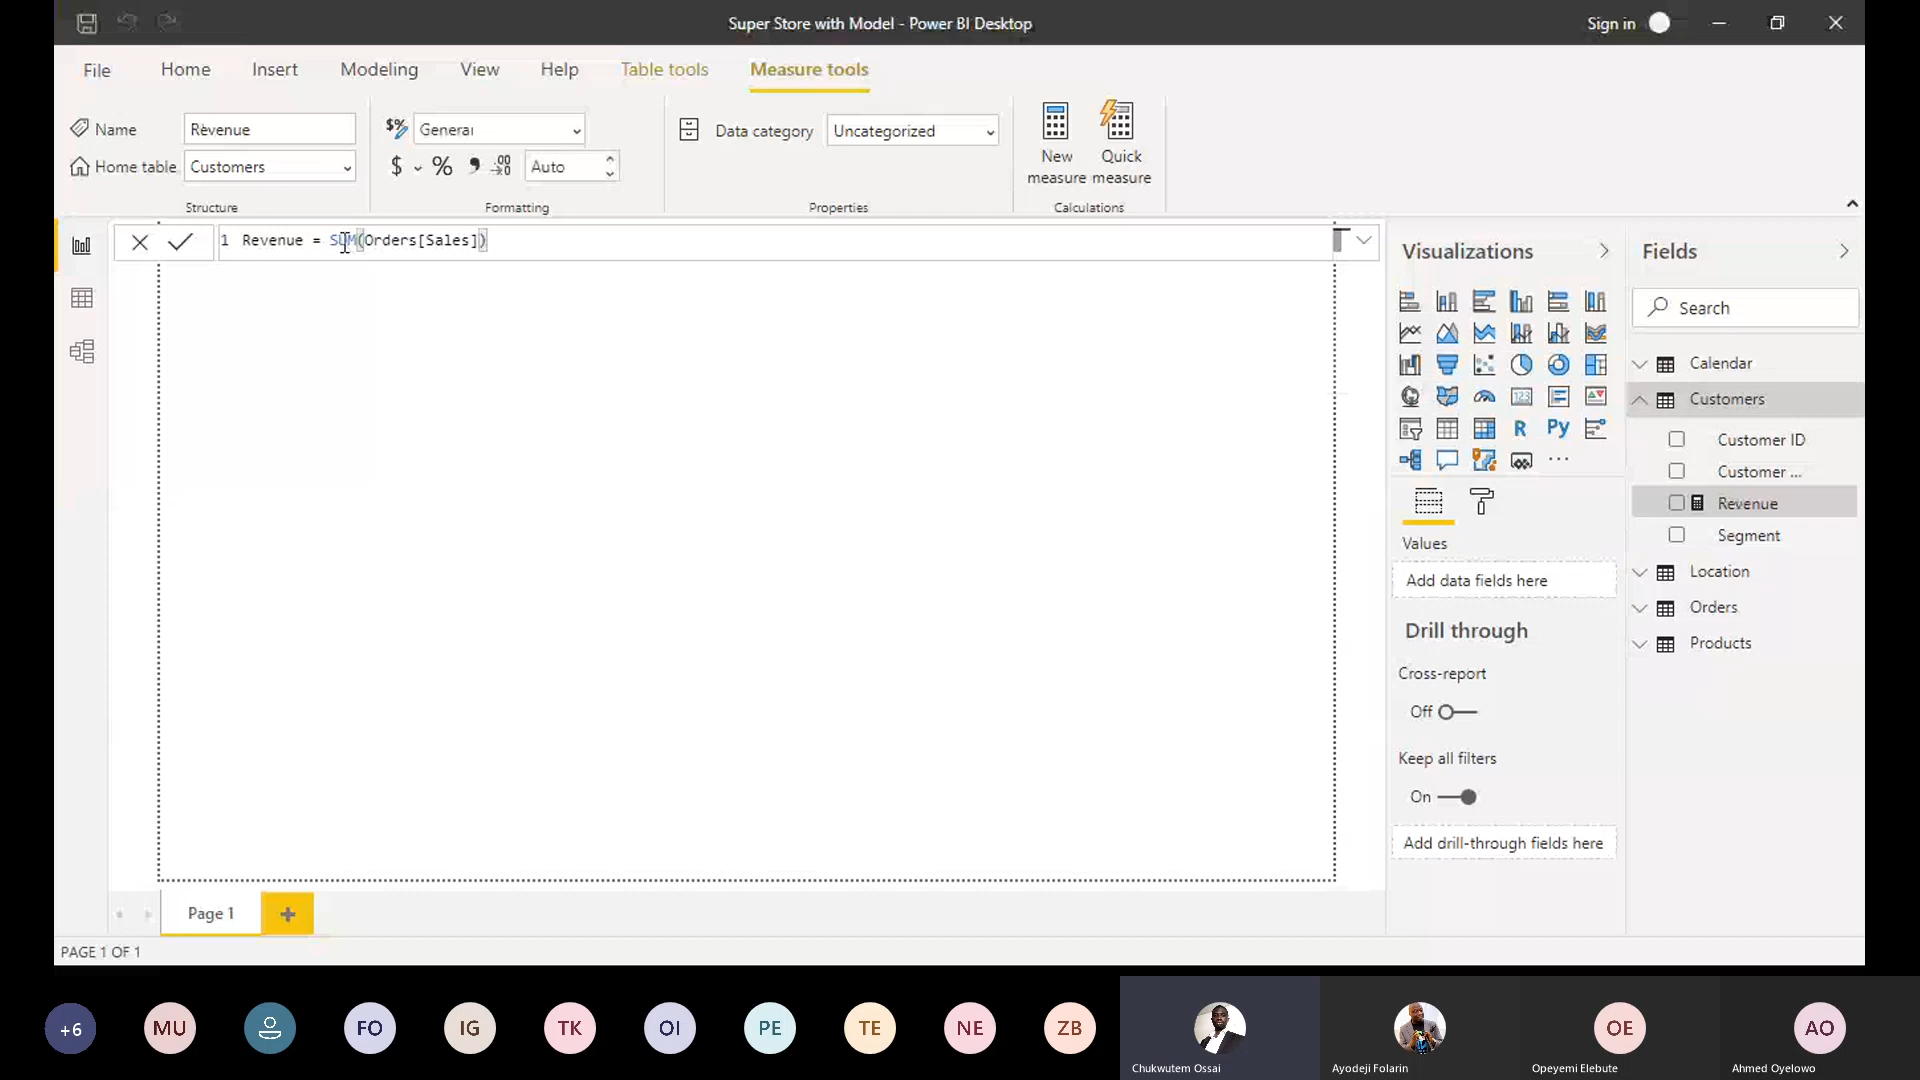 Super Store with Model - Power BI Desktop
Sign in
File Home Insert Modeling View Help Table tools Measure tools
Name Revenue
Home table Customers
Structure
$% General
$ % , .00 Auto
Formatting
Data category Uncategorized
Properties
New measure
Quick measure
Calculations
1 Revenue = SUM(Orders[Sales])
Visualizations
123
R Py
...
Values
Add data fields here
Drill through
Cross-report
Off
Keep all filters
On
Add drill-through fields here
Fields
Search
Calendar
Customers
Customer ID
Customer ...
Revenue
Segment
Location
Orders
Products
Page 1 +
PAGE 1 OF 1
+6 MU FO IG TK OI PE TE NE ZB OE AO
Chukwutem Ossai Ayodeji Folarin Opeyemi Elebute Ahmed Oyelowo